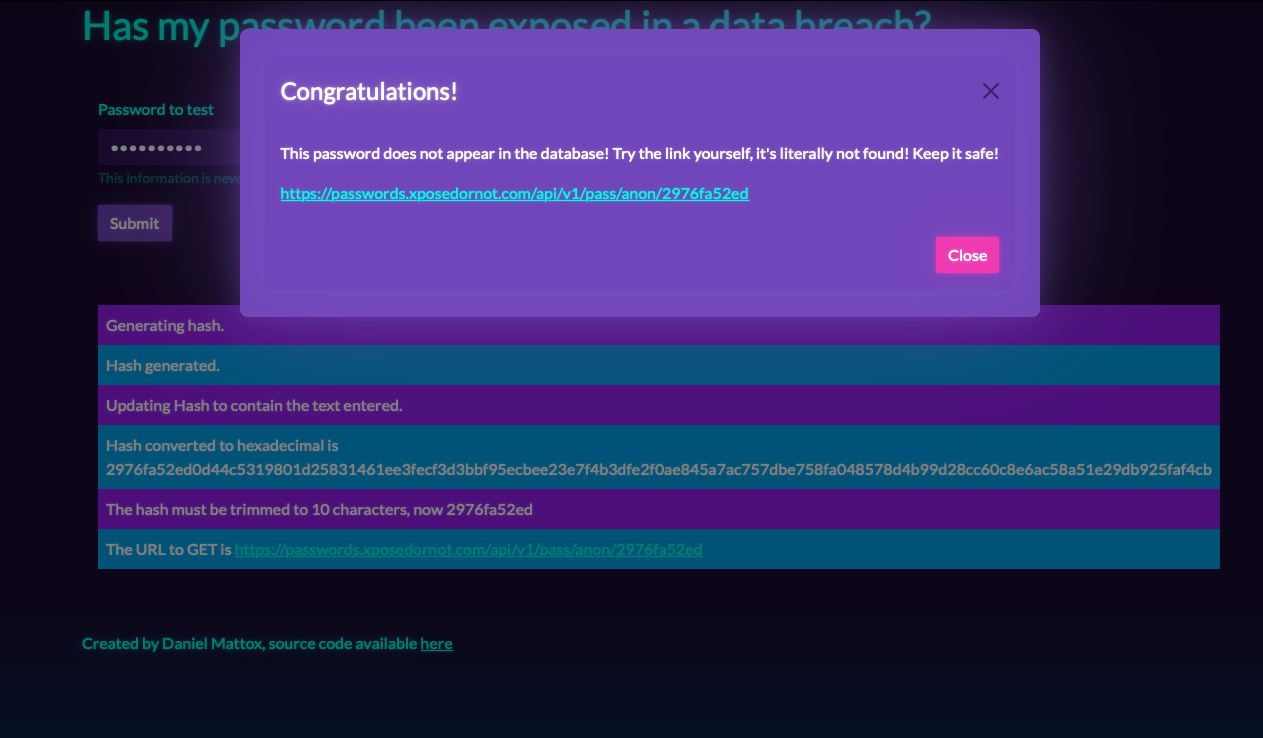 Has my password been exposed in a data breach?
Congratulations!
Password to test
This password does not appear in the database! Try the link yourself, it's literally not found! Keep it safe!
This information is neve
https://passwords.xposedornot.com/api/v1/pass/anon/2976fa52ed
Submit
Close
Generating hash.
Hash generated.
Updating Hash to contain the text entered.
Hash converted to hexadecimal is
2976fa52ed0d44c5319801d25831461ee3fecf3d3bbf95ecbee23e7f4b3dfe2f0ae845a7ac757dbe758fa048578d4b99d28cc60c8e6ac58a51e29db925faf4cb
The hash must be trimmed to 10 characters, now 2976fa52ed
The URL to GET is https://passwords.xposedornot.com/api/v1/pass/anon/2976fa52ed
Created by Daniel Mattox, source code available here